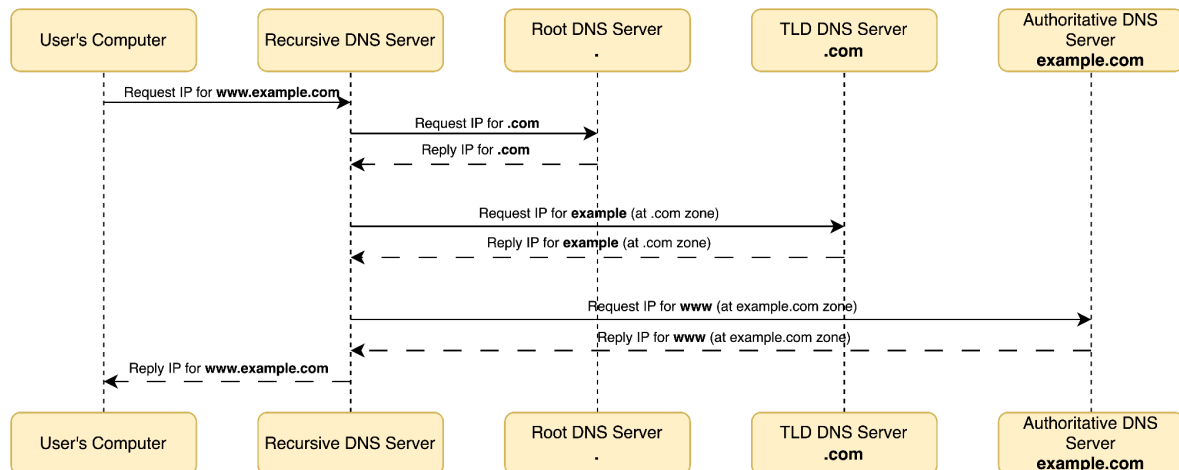 User's Computer
Recursive DNS Server
Root DNS Server
.
TLD DNS Server
.com
Authoritative DNS
Server
example.com
Request IP for www.example.com
Request IP for .com
Reply IP for .com
Request IP for example (at .com zone)
Reply IP for example (at .com zone)
Request IP for www (at example.com zone)
Reply IP for www (at example.com zone)
Reply IP for www.example.com
User's Computer
Recursive DNS Server
Root DNS Server
.
TLD DNS Server
.com
Authoritative DNS
Server
example.com